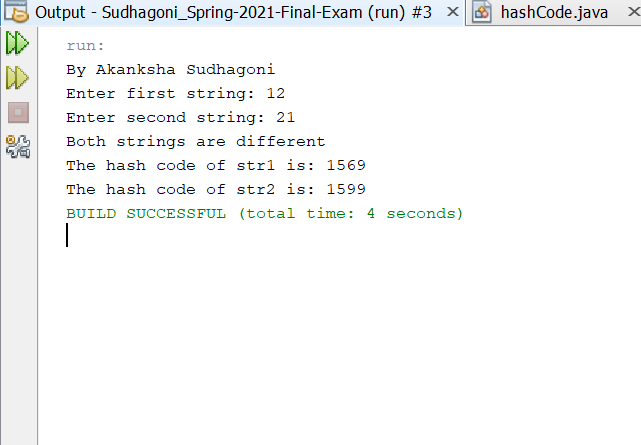 Output - Sudhagoni_Spring-2021-Final-Exam (run) #3 × hashCode.java ×
run:
By Akanksha Sudhagoni
Enter first string: 12
Enter second string: 21
Both strings are different
The hash code of str1 is: 1569
The hash code of str2 is: 1599
BUILD SUCCESSFUL (total time: 4 seconds)